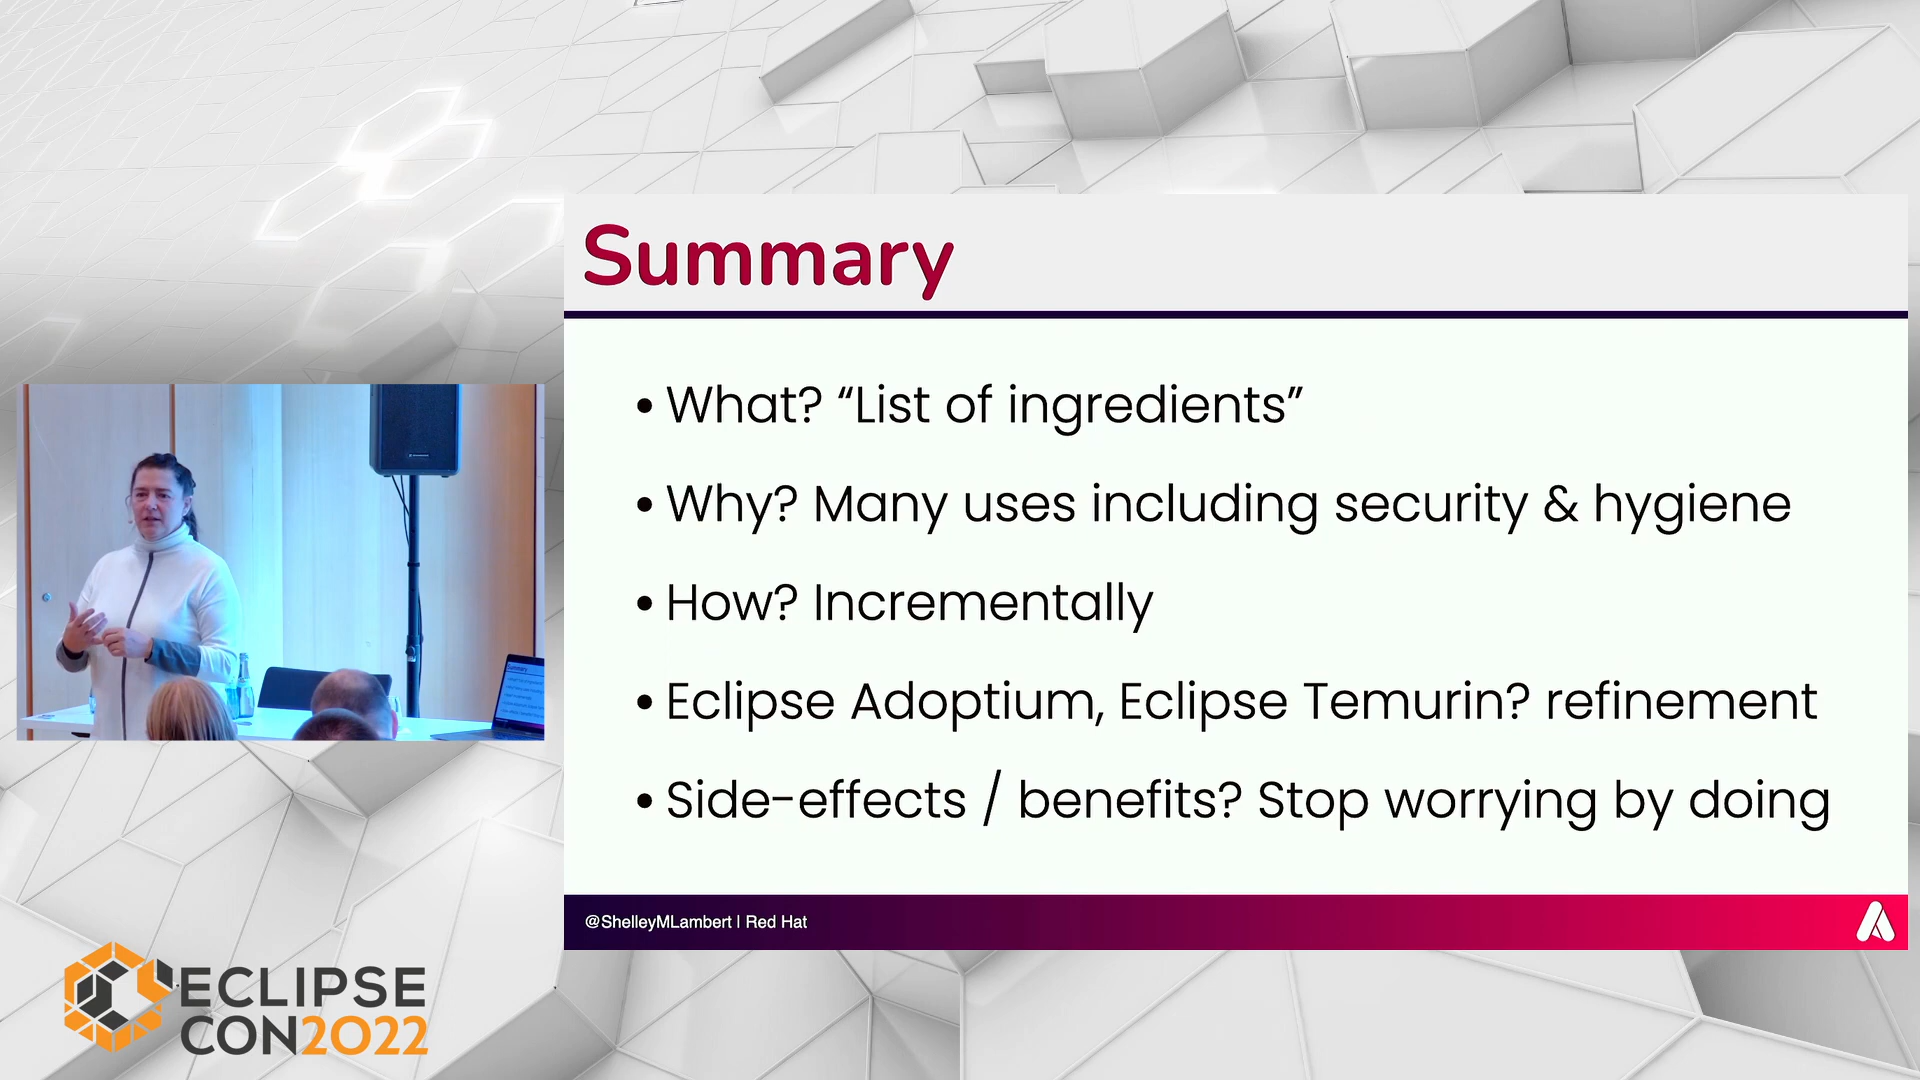 Summary
• What? “List of ingredients”
• Why? Many uses including security & hygiene
• How? Incrementally
• Eclipse Adoptium, Eclipse Temurin? refinement
• Side-effects / benefits? Stop worrying by doing
@ShelleyMLambert | Red Hat
ECLIPSE
CON2022
Summary